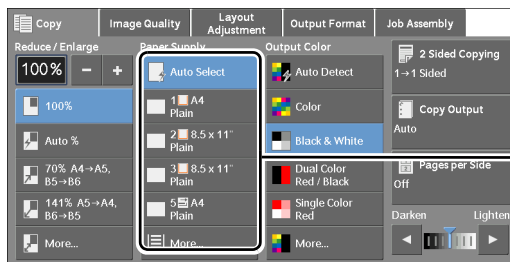 Copy
Image Quality
Layout
Adjustment
Output Format
Job Assembly
Reduce / Enlarge
100%
−
+
100%
Auto %
70% A4→A5,
B5→B6
141% A5→A4,
B6→B5
More...
Paper Supply
Auto Select
1 A4
Plain
2 8.5 x 11"
Plain
3 8.5 x 11"
Plain
5 A4
Plain
More...
Output Color
Auto Detect
Color
Black & White
Dual Color
Red / Black
Single Color
Red
More...
2 Sided Copying
1→1 Sided
Copy Output
Auto
Pages per Side
Off
Darken
Lighten